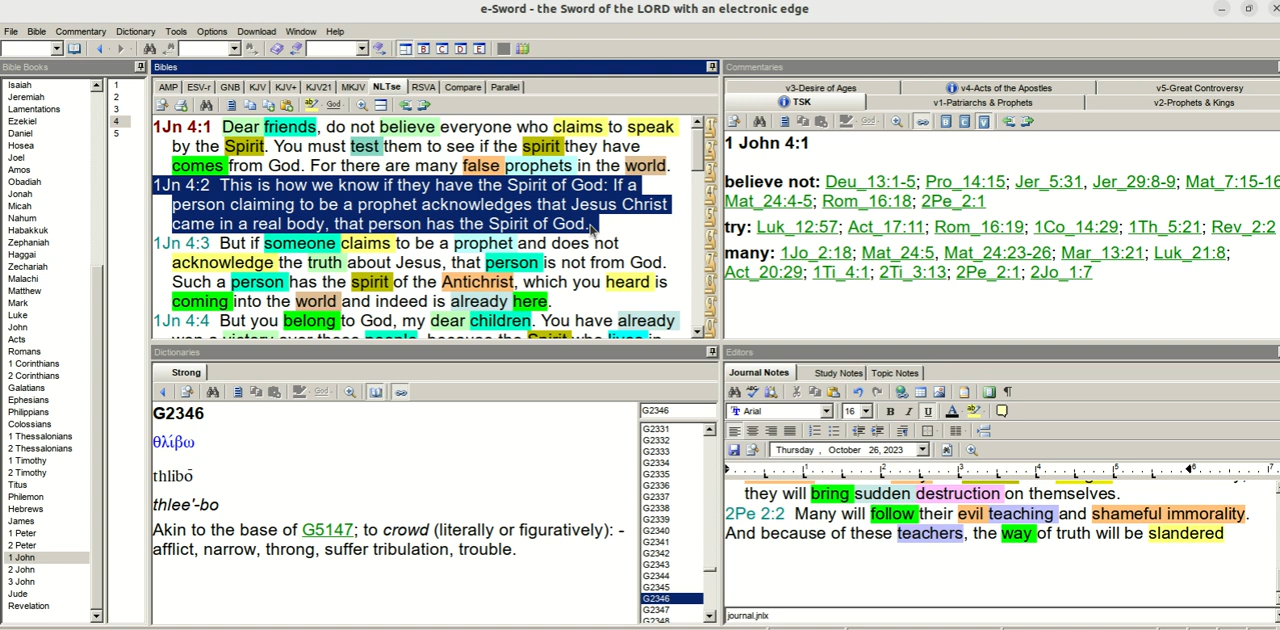 e-Sword - the Sword of the LORD with an electronic edge
File Bible Commentary Dictionary Tools Options Download Window Help
B C D E
Bible Books
Isaiah
Jeremiah
Lamentations
Ezekiel
Daniel
Hosea
Joel
Amos
Obadiah
Jonah
Micah
Nahum
Habakkuk
Zephaniah
Haggai
Zechariah
Malachi
Matthew
Mark
Luke
John
Acts
Romans
1 Corinthians
2 Corinthians
Galatians
Ephesians
Philippians
Colossians
1 Thessalonians
2 Thessalonians
1 Timothy
2 Timothy
Titus
Philemon
Hebrews
James
1 Peter
2 Peter
1 John
2 John
3 John
Jude
Revelation
1
2
3
4
5
Bibles
AMP ESV-r GNB KJV KJV+ KJV21 MKJV NLTse RSVA Compare Parallel
God
1Jn 4:1 Dear friends, do not believe everyone who claims to speak
by the Spirit. You must test them to see if the spirit they have
comes from God. For there are many false prophets in the world.
1Jn 4:2 This is how we know if they have the Spirit of God: If a
person claiming to be a prophet acknowledges that Jesus Christ
came in a real body, that person has the Spirit of God.
1Jn 4:3 But if someone claims to be a prophet and does not
acknowledge the truth about Jesus, that person is not from God.
Such a person has the spirit of the Antichrist, which you heard is
coming into the world and indeed is already here.
1Jn 4:4 But you belong to God, my dear children. You have already
Commentaries
v3-Desire of Ages v4-Acts of the Apostles v5-Great Controversy
TSK v1-Patriarchs & Prophets v2-Prophets & Kings
God B C V
1 John 4:1
believe not: Deu_13:1-5; Pro_14:15; Jer_5:31, Jer_29:8-9; Mat_7:15-16
Mat_24:4-5; Rom_16:18; 2Pe_2:1
try: Luk_12:57; Act_17:11; Rom_16:19; 1Co_14:29; 1Th_5:21; Rev_2:2
many: 1Jo_2:18; Mat_24:5, Mat_24:23-26; Mar_13:21; Luk_21:8;
Act_20:29; 1Ti_4:1; 2Ti_3:13; 2Pe_2:1; 2Jo_1:7
Dictionaries
Strong
God
G2346
θλίβω
thlibō
thlee'-bo
Akin to the base of G5147; to crowd (literally or figuratively): -
afflict, narrow, throng, suffer tribulation, trouble.
G2346
G2331
G2332
G2333
G2334
G2335
G2336
G2337
G2338
G2339
G2340
G2341
G2342
G2343
G2344
G2345
G2346
G2347
G2348
Editors
Journal Notes Study Notes Topic Notes
Arial 16 B I U A
Thursday , October 26, 2023
1 2 3 4 5 6 7
they will bring sudden destruction on themselves.
2Pe 2:2 Many will follow their evil teaching and shameful immorality.
And because of these teachers, the way of truth will be slandered
journal.jnlx